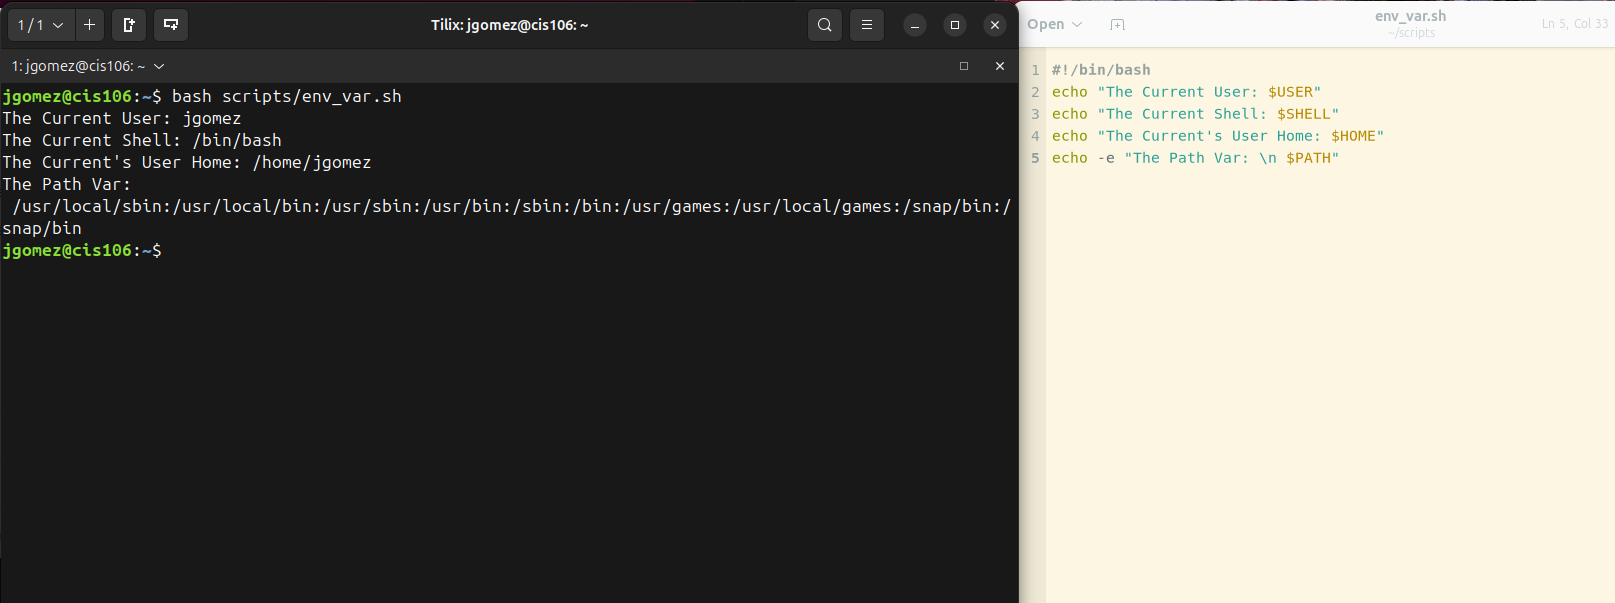 1 / 1
Tilix: jgomez@cis106: ~
1: jgomez@cis106: ~
jgomez@cis106:~$ bash scripts/env_var.sh
The Current User: jgomez
The Current Shell: /bin/bash
The Current's User Home: /home/jgomez
The Path Var:
/usr/local/sbin:/usr/local/bin:/usr/sbin:/usr/bin:/sbin:/bin:/usr/games:/usr/local/games:/snap/bin:/
snap/bin
jgomez@cis106:~$
Open
env_var.sh
~/scripts
Ln 5, Col 33
1 #!/bin/bash
2 echo "The Current User: $USER"
3 echo "The Current Shell: $SHELL"
4 echo "The Current's User Home: $HOME"
5 echo -e "The Path Var: \n $PATH"